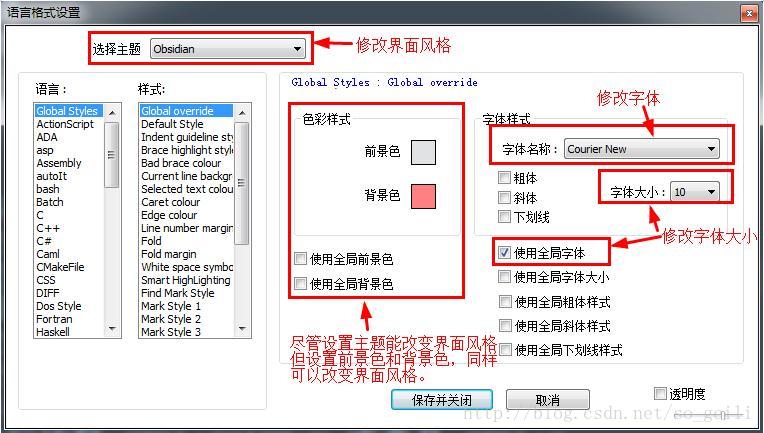 语言格式设置
选择主题
Obsidian
修改界面风格
语言：
样式:
Global Styles : Global override
Global Styles
ActionScript
ADA
asp
Assembly
autoIt
bash
Batch
C
C++
C#
Caml
CMakeFile
CSS
DIFF
Dos Style
Fortran
Haskell
Global override
Default Style
Indent guideline sty
Brace highlight style
Bad brace colour
Current line backgro
Selected text colour
Caret colour
Edge colour
Line number margin
Fold
Fold margin
White space symbo
Smart HighLighting
Find Mark Style
Mark Style 1
Mark Style 2
Mark Style 3
色彩样式
前景色
背景色
使用全局前景色
使用全局背景色
尽管设置主题能改变界面风格
但设置前景色和背景色，同样
可以改变界面风格。
修改字体
字体样式
字体名称：
Courier New
粗体
斜体
下划线
字体大小：
10
修改字体大小
使用全局字体
使用全局字体大小
使用全局粗体样式
使用全局斜体样式
使用全局下划线样式
保存并关闭
取消
透明度
http://blog.csdn.net/so_geili